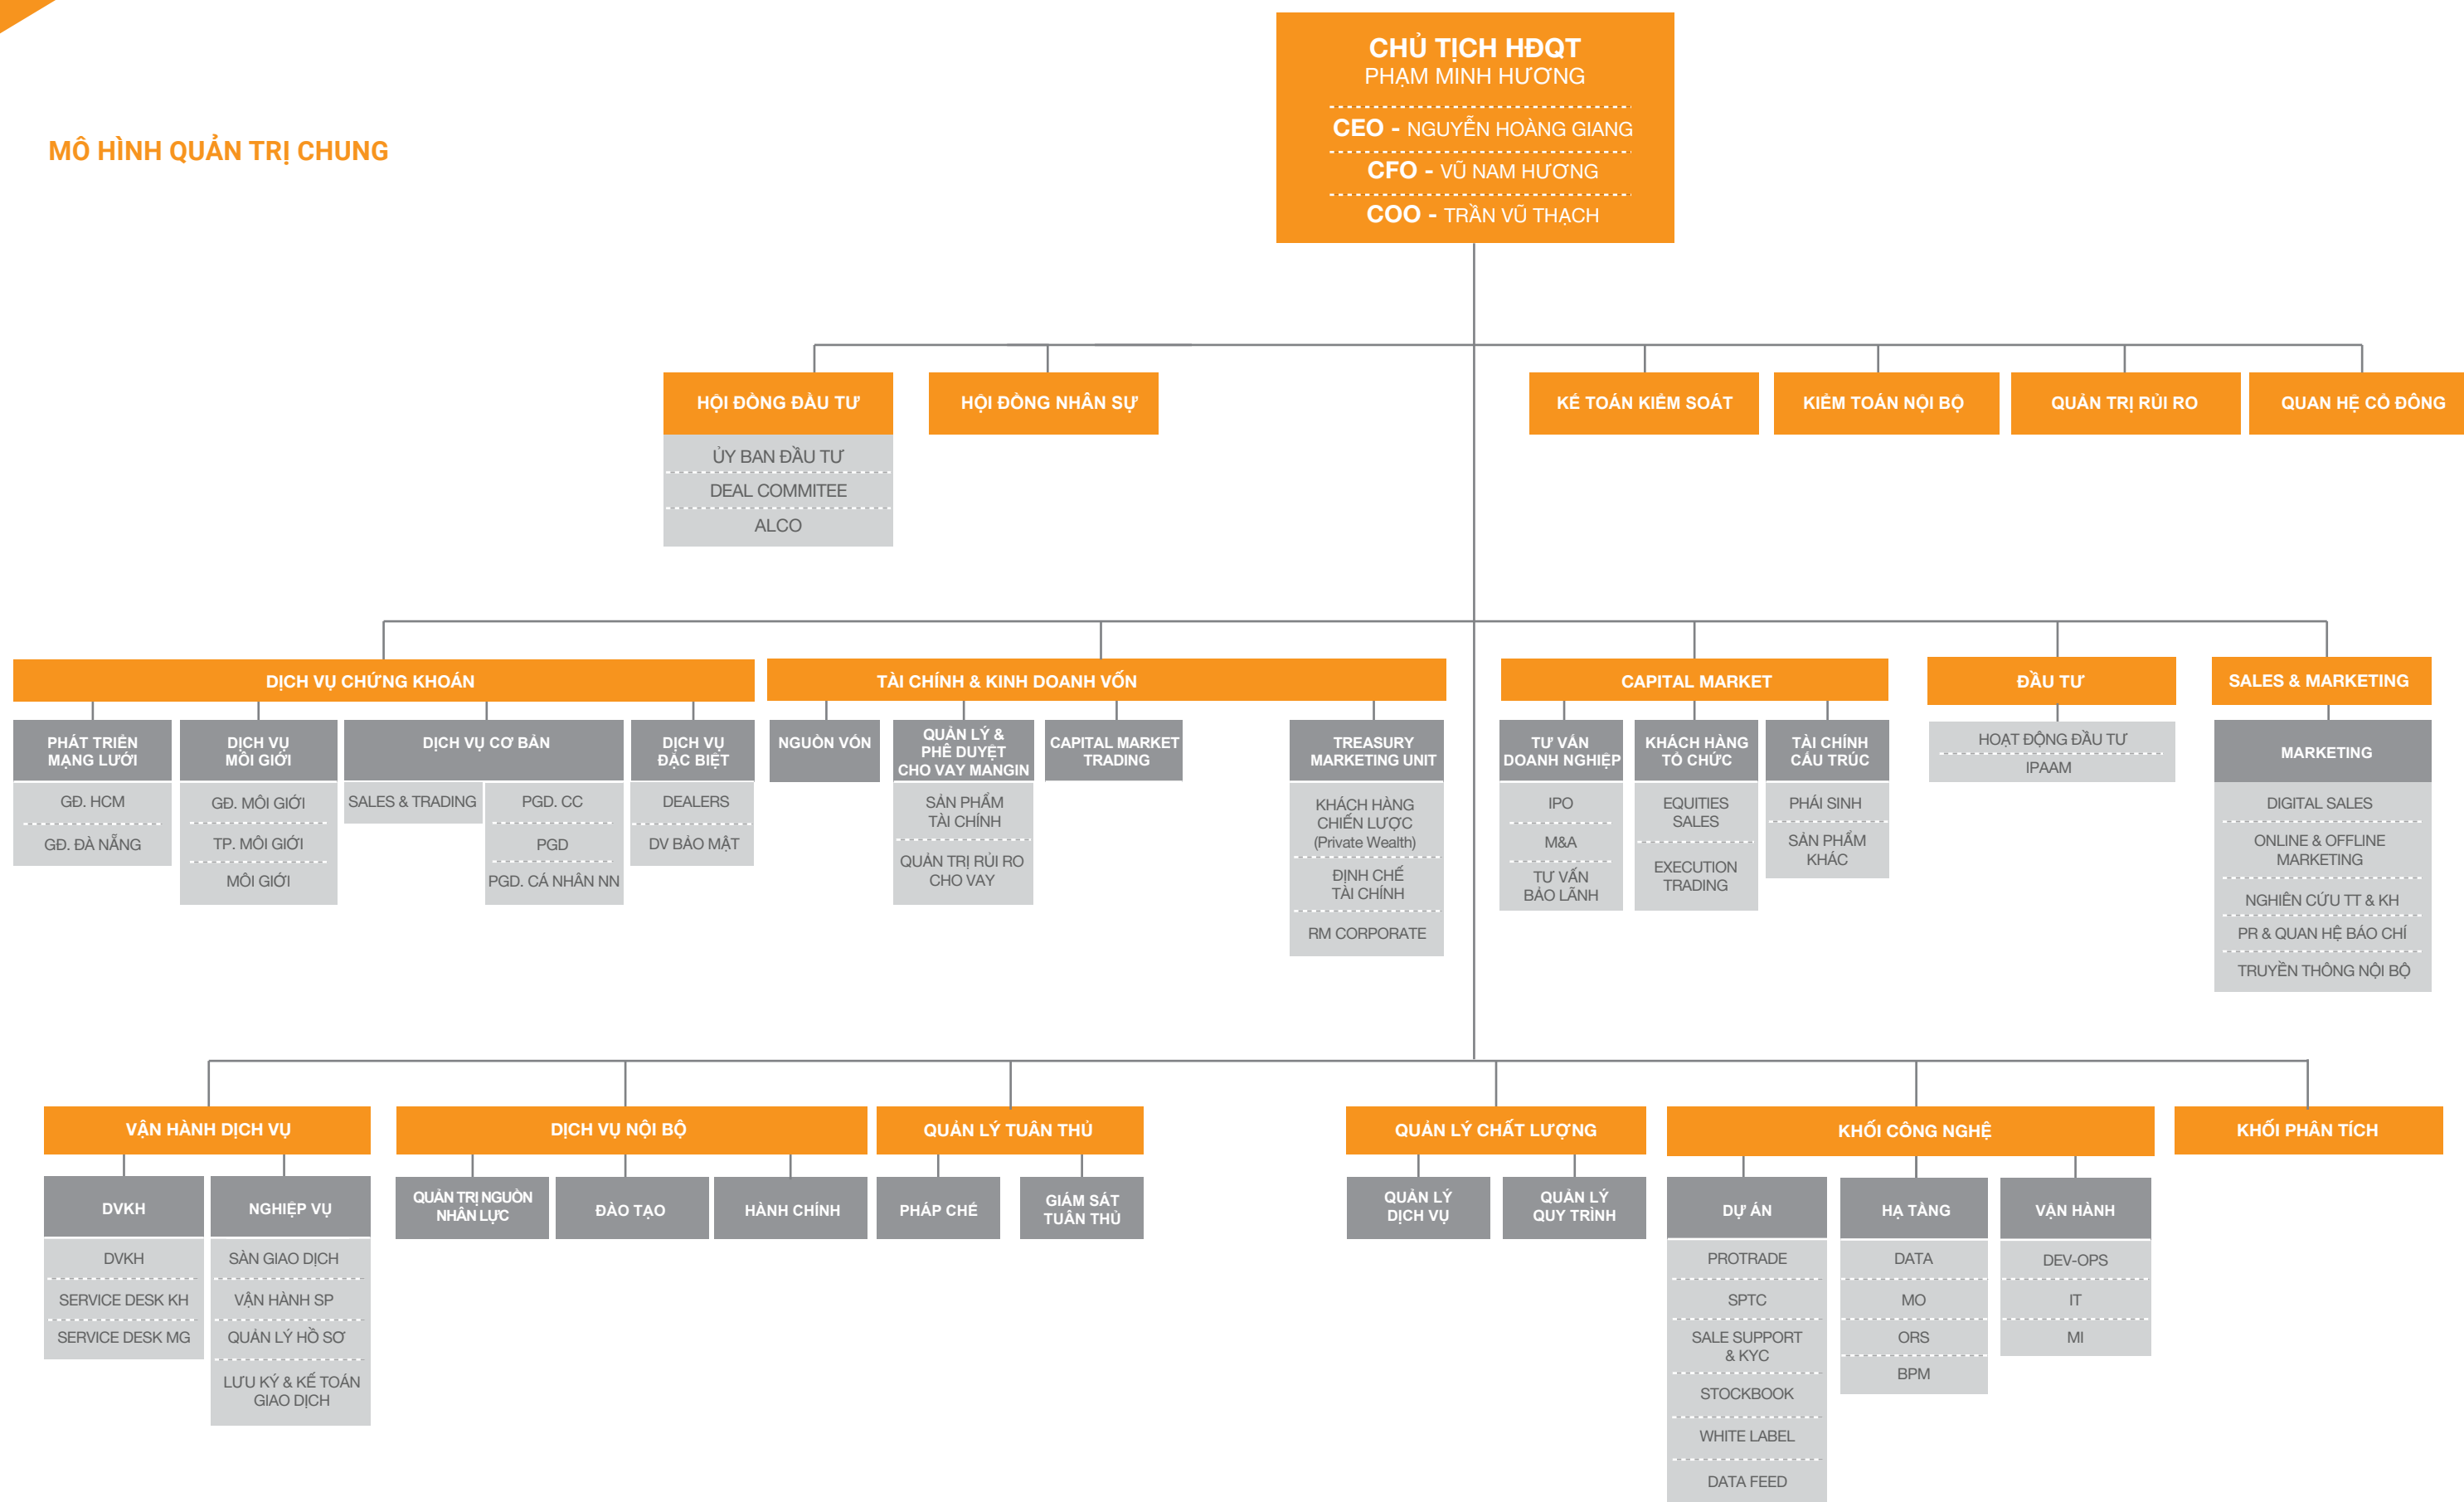 CHỦ TỊCH HĐQT
PHẠM MINH HƯƠNG
CEO - NGUYỄN HOÀNG GIANG
CFO - VŨ NAM HƯƠNG
COO - TRẦN VŨ THẠCH
MÔ HÌNH QUẢN TRỊ CHUNG
HỘI ĐỒNG ĐẦU TƯ
ỦY BAN ĐẦU TƯ
DEAL COMMITEE
ALCO
HỘI ĐỒNG NHÂN SỰ
KẾ TOÁN KIỂM SOÁT
KIỂM TOÁN NỘI BỘ
QUẢN TRỊ RỦI RO
QUAN HỆ CỔ ĐÔNG
DỊCH VỤ CHỨNG KHOÁN
PHÁT TRIỂN
MẠNG LƯỚI
GĐ. HCM
GĐ. ĐÀ NẴNG
DỊCH VỤ
MÔI GIỚI
GĐ. MÔI GIỚI
TP. MÔI GIỚI
MÔI GIỚI
DỊCH VỤ CƠ BẢN
SALES & TRADING
PGD. CC
PGD
PGD. CÁ NHÂN NN
DỊCH VỤ
ĐẶC BIỆT
DEALERS
DV BẢO MẬT
TÀI CHÍNH & KINH DOANH VỐN
NGUỒN VỐN
QUẢN LÝ &
PHÊ DUYỆT
CHO VAY MANGIN
SẢN PHẨM
TÀI CHÍNH
QUẢN TRỊ RỦI RO
CHO VAY
CAPITAL MARKET
TRADING
TREASURY
MARKETING UNIT
KHÁCH HÀNG
CHIẾN LƯỢC
(Private Wealth)
ĐỊNH CHẾ
TÀI CHÍNH
RM CORPORATE
CAPITAL MARKET
TƯ VẤN
DOANH NGHIỆP
IPO
M&A
TƯ VẤN
BẢO LÃNH
KHÁCH HÀNG
TỔ CHỨC
EQUITIES
SALES
EXECUTION
TRADING
TÀI CHÍNH
CẤU TRÚC
PHÁI SINH
SẢN PHẨM
KHÁC
ĐẦU TƯ
HOẠT ĐỘNG ĐẦU TƯ
IPAAM
SALES & MARKETING
MARKETING
DIGITAL SALES
ONLINE & OFFLINE
MARKETING
NGHIÊN CỨU TT & KH
PR & QUAN HỆ BÁO CHÍ
TRUYỀN THÔNG NỘI BỘ
VẬN HÀNH DỊCH VỤ
DVKH
DVKH
SERVICE DESK KH
SERVICE DESK MG
NGHIỆP VỤ
SÀN GIAO DỊCH
VẬN HÀNH SP
QUẢN LÝ HỒ SƠ
LƯU KÝ & KẾ TOÁN
GIAO DỊCH
DỊCH VỤ NỘI BỘ
QUẢN TRỊ NGUỒN
NHÂN LỰC
ĐÀO TẠO
HÀNH CHÍNH
QUẢN LÝ TUÂN THỦ
PHÁP CHẾ
GIÁM SÁT
TUÂN THỦ
QUẢN LÝ CHẤT LƯỢNG
QUẢN LÝ
DỊCH VỤ
QUẢN LÝ
QUY TRÌNH
KHỐI CÔNG NGHỆ
DỰ ÁN
PROTRADE
SPTC
SALE SUPPORT
& KYC
STOCKBOOK
WHITE LABEL
DATA FEED
HẠ TẦNG
DATA
MO
ORS
BPM
VẬN HÀNH
DEV-OPS
IT
MI
KHỐI PHÂN TÍCH